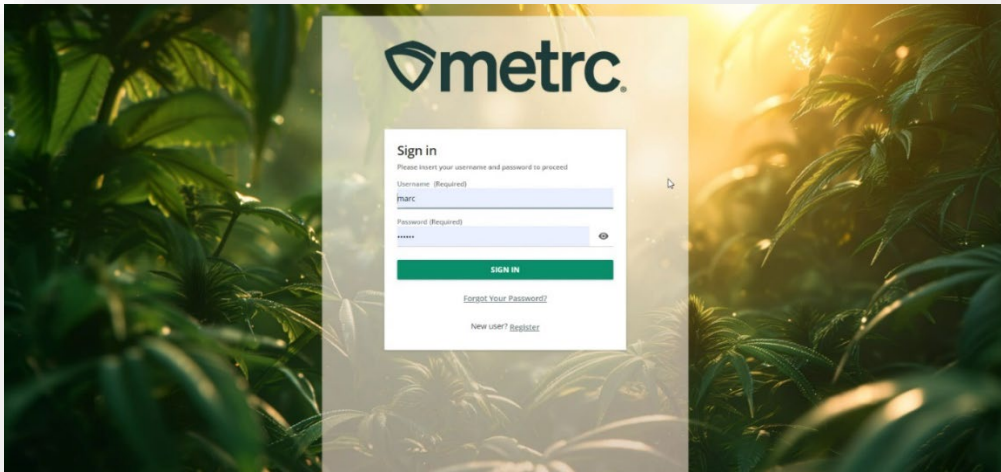 metrc®
Sign in
Please insert your username and password to proceed
Username (Required)
marc
Password (Required)
••••••
SIGN IN
Forgot Your Password?
New user? Register